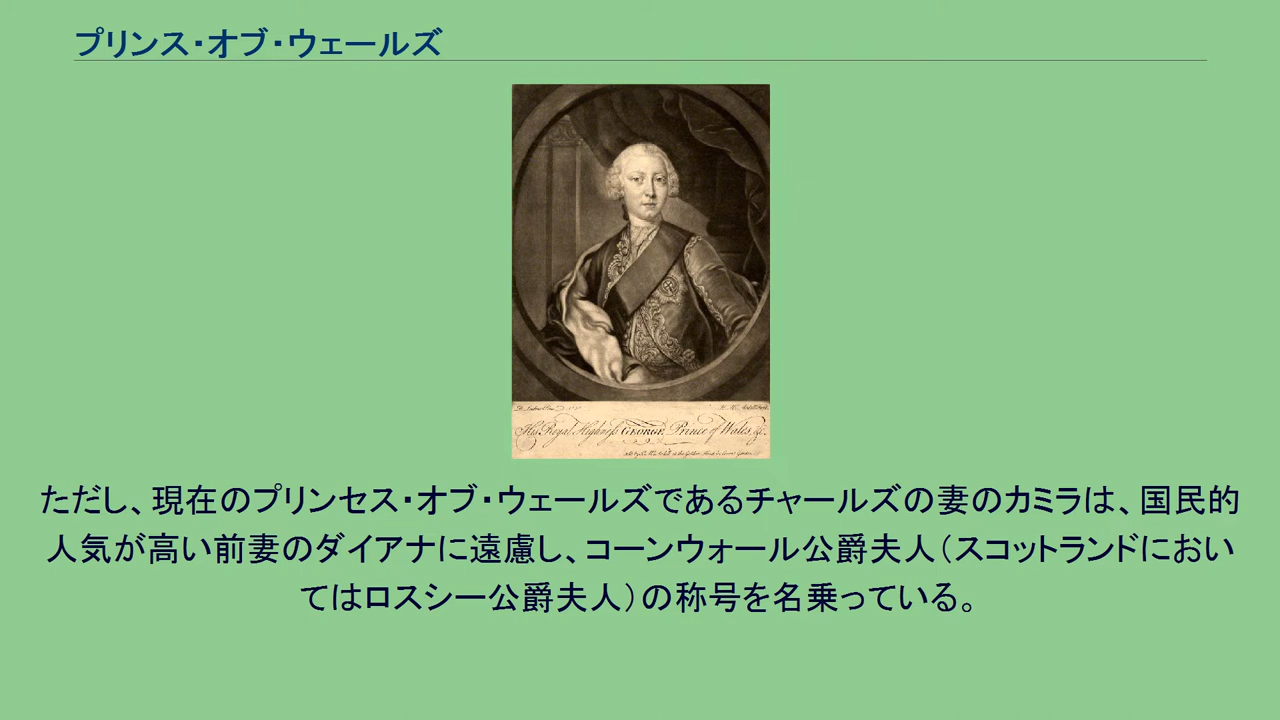 プリンス・オブ・ウェールズ
His Royal Highness GEORGE Prince of Wales, &c.
ただし、現在のプリンセス・オブ・ウェールズであるチャールズの妻のカミラは、国民的
人気が高い前妻のダイアナに遠慮し、コーンウォール公爵夫人（スコットランドにおい
てはロスシー公爵夫人）の称号を名乗っている。